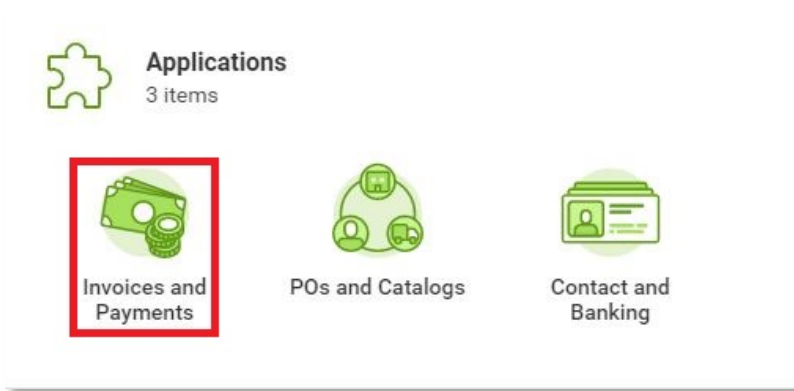 Applications
3 items
Invoices and
Payments
POs and Catalogs
Contact and
Banking